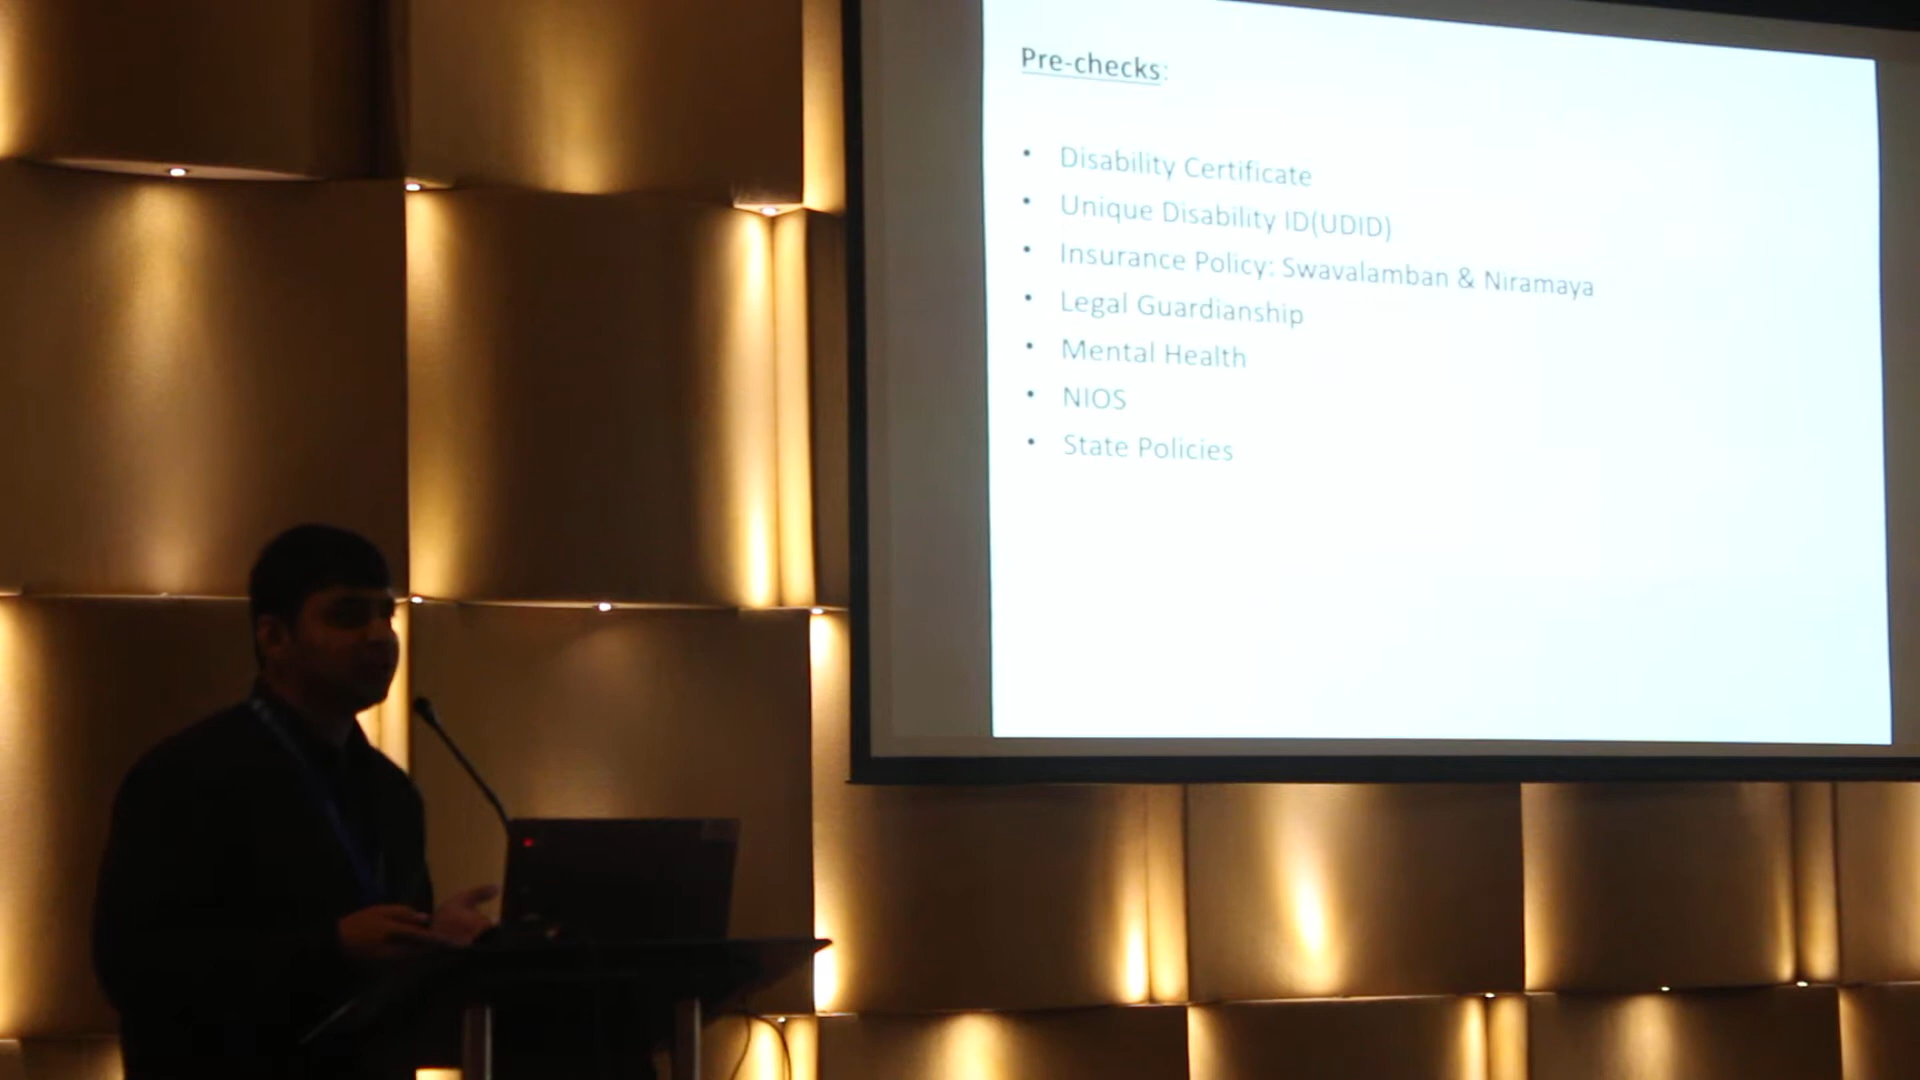 Pre-checks:
• Disability Certificate
• Unique Disability ID(UDID)
• Insurance Policy: Swavalamban & Niramaya
• Legal Guardianship
• Mental Health
• NIOS
• State Policies